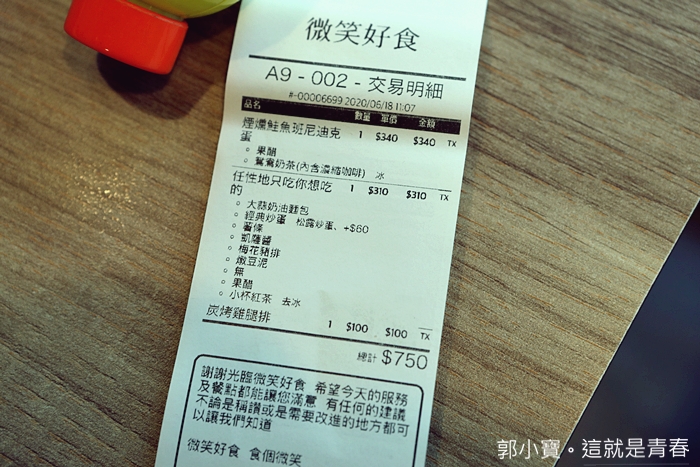 微笑好食
A9 - 002 - 交易明細
#-00006699 2020/06/18 11:07
品名 數量 單價 金額
煙燻鮭魚班尼迪克 1 $340 $340 TX
蛋
。果醋
。鴛鴦奶茶(內含濃縮咖啡) 冰
任性地只吃你想吃 1 $310 $310 TX
的
。大蒜奶油麵包
。經典炒蛋 松露炒蛋、+$60
。薯條
。凱薩醬
。梅花豬排
。燉豆泥
。無
。果醋
。小杯紅茶 去冰
炭烤雞腿排 1 $100 $100 TX
總計 $750
謝謝光臨微笑好食 希望今天的服務
及餐點都能讓您滿意 有任何的建議
不論是稱讚或是需要改進的地方都可
以讓我們知道
微笑好食 食個微笑
郭小寶。這就是青春